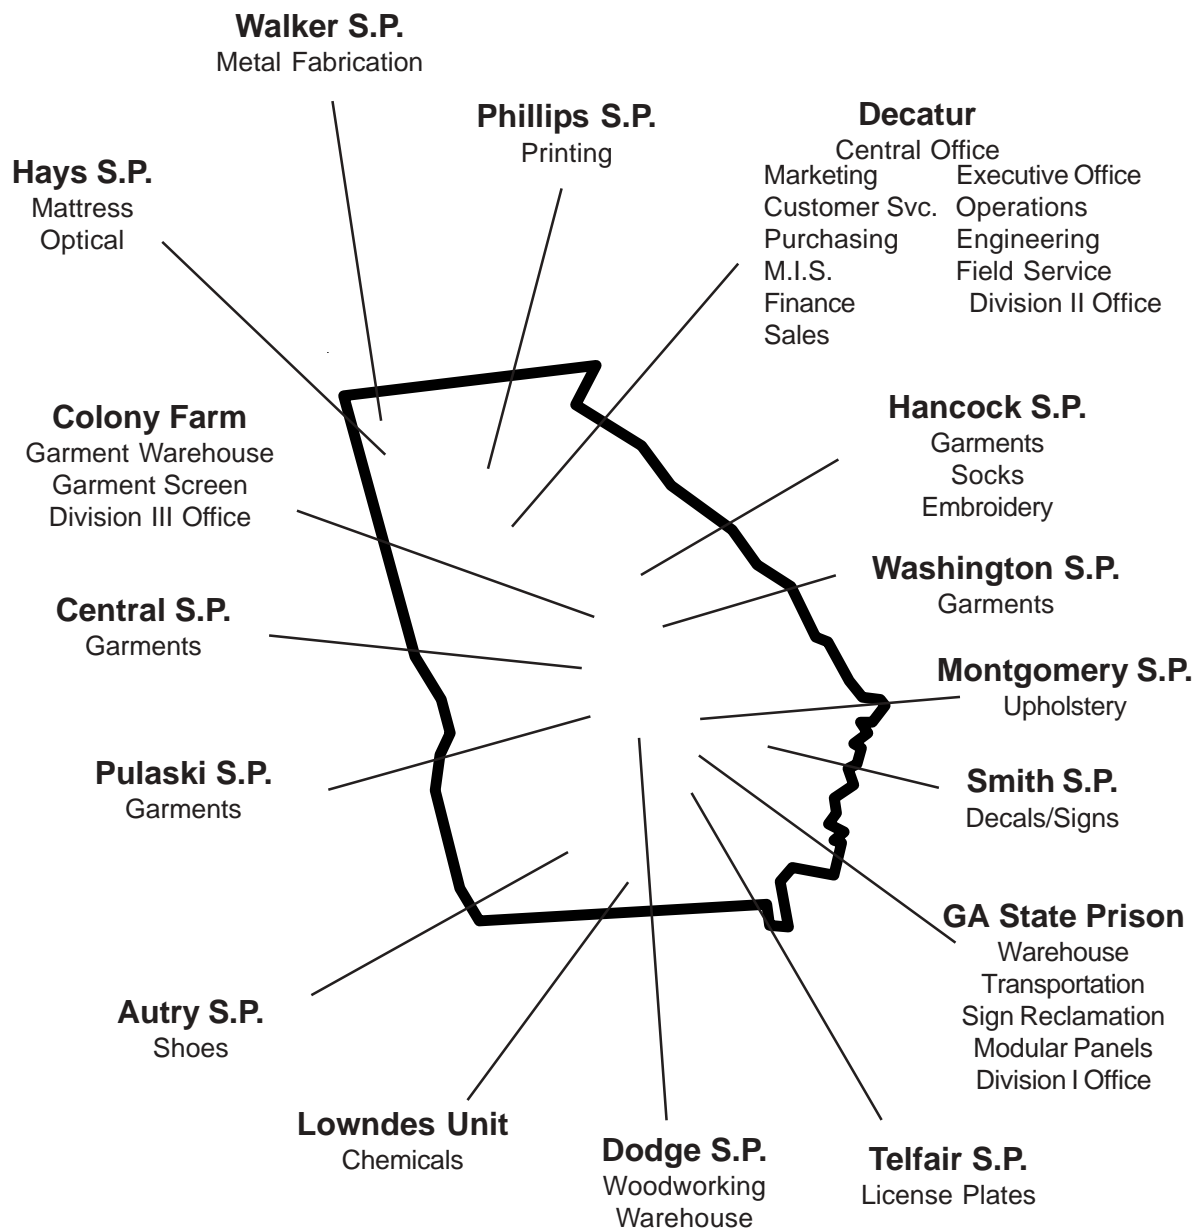 Walker S.P.
Metal Fabrication
Phillips S.P.
Printing
Decatur
Central Office
Marketing
Customer Svc.
Purchasing
M.I.S.
Finance
Sales
Executive Office
Operations
Engineering
Field Service
Division II Office
Hays S.P.
Mattress
Optical
Colony Farm
Garment Warehouse
Garment Screen
Division III Office
Hancock S.P.
Garments
Socks
Embroidery
Washington S.P.
Garments
Central S.P.
Garments
Montgomery S.P.
Upholstery
Pulaski S.P.
Garments
Smith S.P.
Decals/Signs
GA State Prison
Warehouse
Transportation
Sign Reclamation
Modular Panels
Division I Office
Autry S.P.
Shoes
Lowndes Unit
Chemicals
Dodge S.P.
Woodworking
Warehouse
Telfair S.P.
License Plates